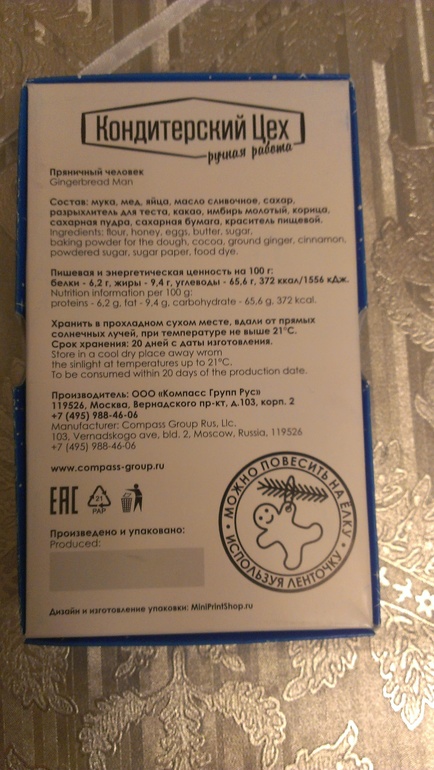 Кондитерский Цех
ручная работа
Пряничный человек
Gingerbread Man
Состав: мука, мед, яйца, масло сливочное, сахар,
разрыхлитель для теста, какао, имбирь молотый, корица,
сахарная пудра, сахарная бумага, краситель пищевой.
Ingredients: flour, honey, eggs, butter, sugar,
baking powder for the dough, cocoa, ground ginger, cinnamon,
powdered sugar, sugar paper, food dye.
Пищевая и энергетическая ценность на 100 г:
белки - 6,2 г, жиры - 9,4 г, углеводы - 65,6 г, 372 ккал/1556 кДж.
Nutrition information per 100 g:
proteins - 6,2 g, fat - 9,4 g, carbohydrate - 65,6 g, 372 kcal.
Хранить в прохладном сухом месте, вдали от прямых
солнечных лучей, при температуре не выше 21°С.
Срок хранения: 20 дней с даты изготовления.
Store in a cool dry place away wrom
the sinlight at temperatures up to 21°C.
To be consumed within 20 days of the production date.
Производитель: ООО «Компасс Групп Рус»
119526, Москва, Вернадского пр-кт, д.103, корп. 2
+7 (495) 988-46-06
Manufacturer: Compass Group Rus, Llc.
103, Vernadskogo ave, bld. 2, Moscow, Russia, 119526
+7 (495) 988-46-06
www.compass-group.ru
EAC
21
PAP
МОЖНО ПОВЕСИТЬ НА ЕЛКУ
ИСПОЛЬЗУЯ ЛЕНТОЧКУ
Произведено и упаковано:
Produced:
Дизайн и изготовление упаковки: MiniPrintShop.ru